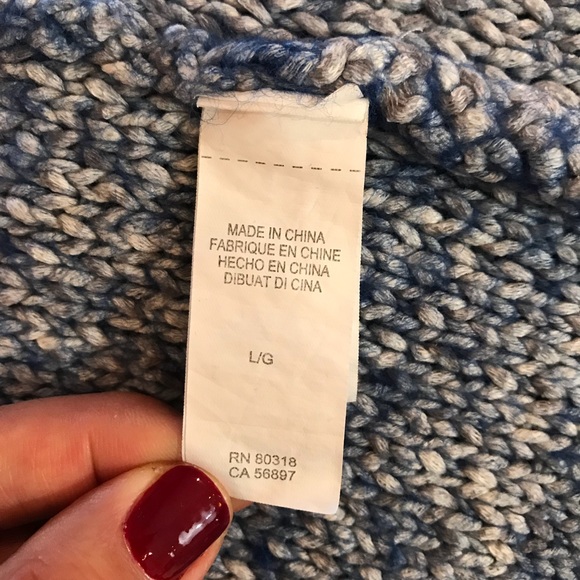 MADE IN CHINA
FABRIQUE EN CHINE
HECHO EN CHINA
DIBUAT DI CINA
L/G
RN 80318
CA 56897